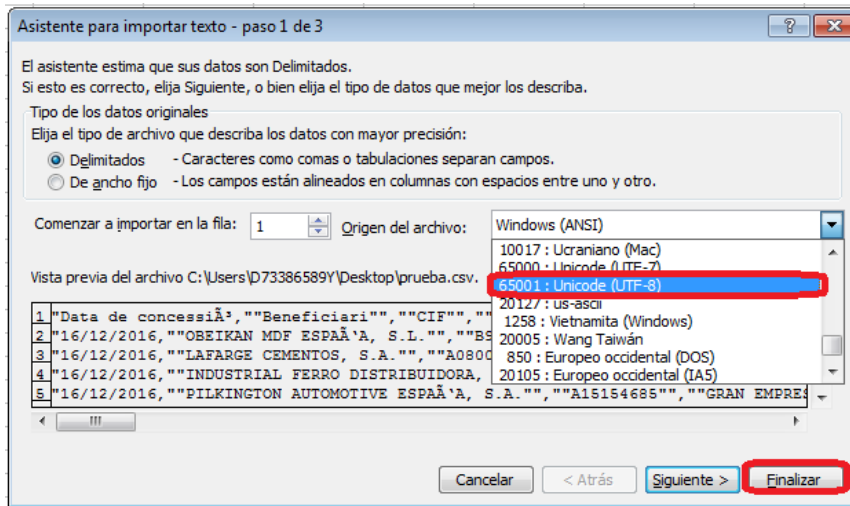 Asistente para importar texto - paso 1 de 3
El asistente estima que sus datos son Delimitados.
Si esto es correcto, elija Siguiente, o bien elija el tipo de datos que mejor los describa.
Tipo de los datos originales
Elija el tipo de archivo que describa los datos con mayor precisión:
Delimitados - Caracteres como comas o tabulaciones separan campos.
De ancho fijo - Los campos están alineados en columnas con espacios entre uno y otro.
Comenzar a importar en la fila: 1 Origen del archivo: Windows (ANSI)
10017 : Ucraniano (Mac)
65000 : Unicode (UTF-7)
65001 : Unicode (UTF-8)
20127 : us-ascii
1258 : Vietnamita (Windows)
20005 : Wang Taiwán
850 : Europeo occidental (DOS)
20105 : Europeo occidental (IA5)
Vista previa del archivo C:\Users\D73386589Y\Desktop\prueba.csv.
1 "Data de concessiÃ³,""Beneficiari"",""CIF"",""
2 "16/12/2016,""OBEIKAN MDF ESPAÃ‘A, S.L."",""B9
3 "16/12/2016,""LAFARGE CEMENTOS, S.A."",""A0800
4 "16/12/2016,""INDUSTRIAL FERRO DISTRIBUIDORA,
5 "16/12/2016,""PILKINGTON AUTOMOTIVE ESPAÃ‘A, S.A."",""A15154685"",""GRAN EMPRES
Cancelar < Atrás Siguiente > Finalizar